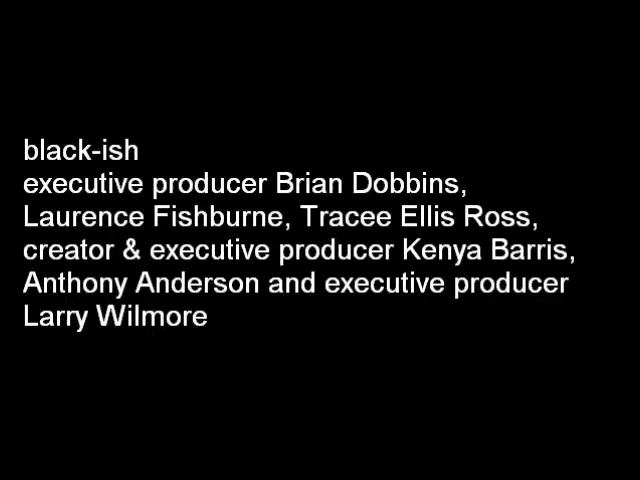 black-ish
executive producer Brian Dobbins,
Laurence Fishburne, Tracee Ellis Ross,
creator & executive producer Kenya Barris,
Anthony Anderson and executive producer
Larry Wilmore